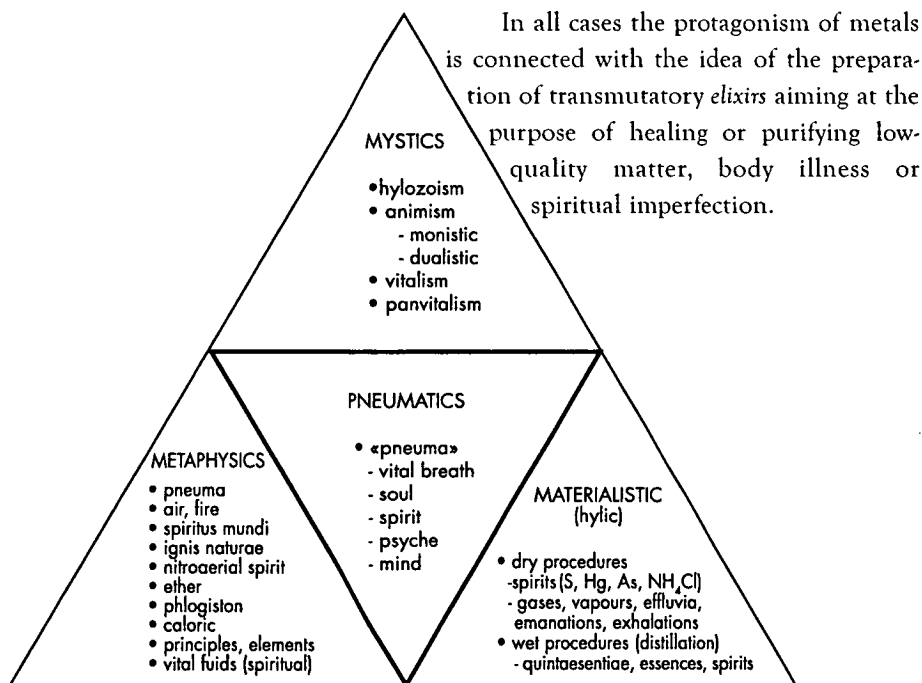 In all cases the protagonism of metals
is connected with the idea of the prepara-
tion of transmutatory elixirs aiming at the
purpose of healing or purifying low-
quality matter, body illness or
spiritual imperfection.
MYSTICS
•hylozoism
• animism
- monistic
- dualistic
• vitalism
• panvitalism
PNEUMATICS
• «pneuma»
- vital breath
- soul
- spirit
- psyche
- mind
METAPHYSICS
• pneuma
• air, fire
• spiritus mundi
• ignis naturae
• nitroaerial spirit
• ether
• phlogiston
• caloric
• principles, elements
• vital fuids (spiritual)
MATERIALISTIC
(hylic)
• dry procedures
-spirits (S, Hg, As, NH₄Cl)
- gases, vapours, effluvia,
emanations, exhalations
• wet procedures (distillation)
- quintaesentiae, essences, spirits